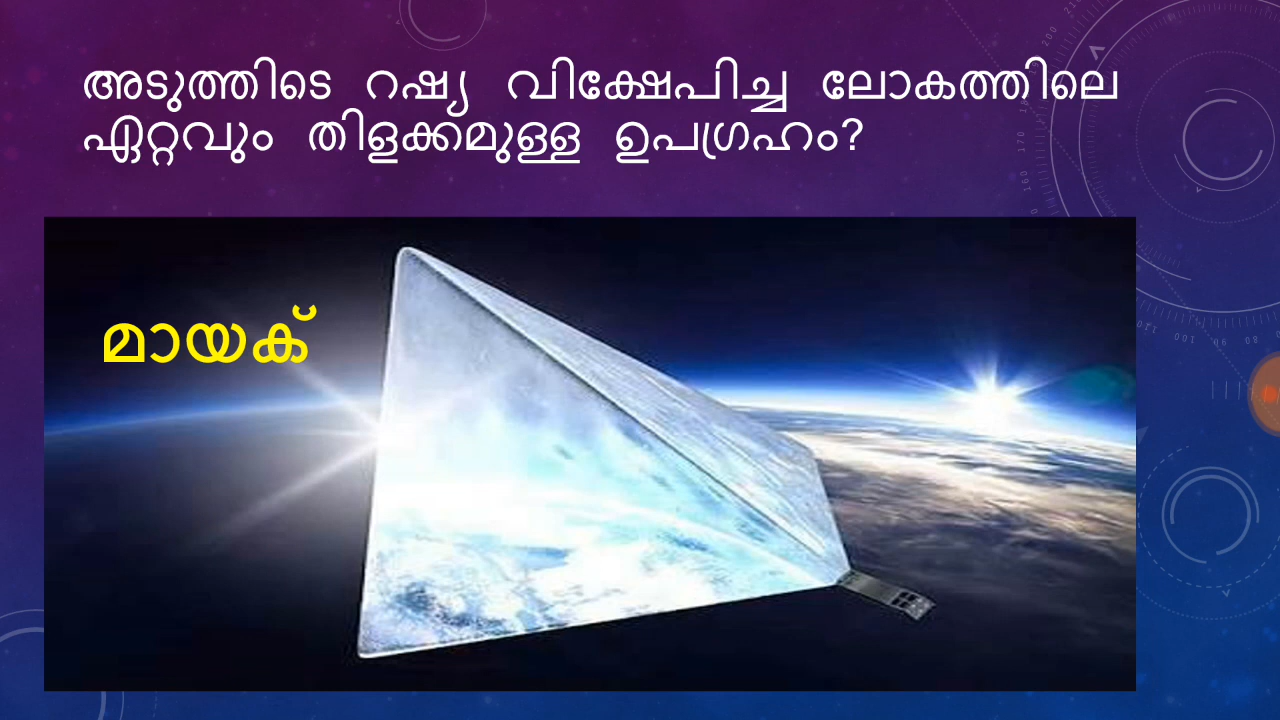 അടുത്തിടെ റഷ്യ വിക്ഷേപിച്ച ലോകത്തിലെ
ഏറ്റവും തിളക്കമുള്ള ഉപഗ്രഹം?
മായക്